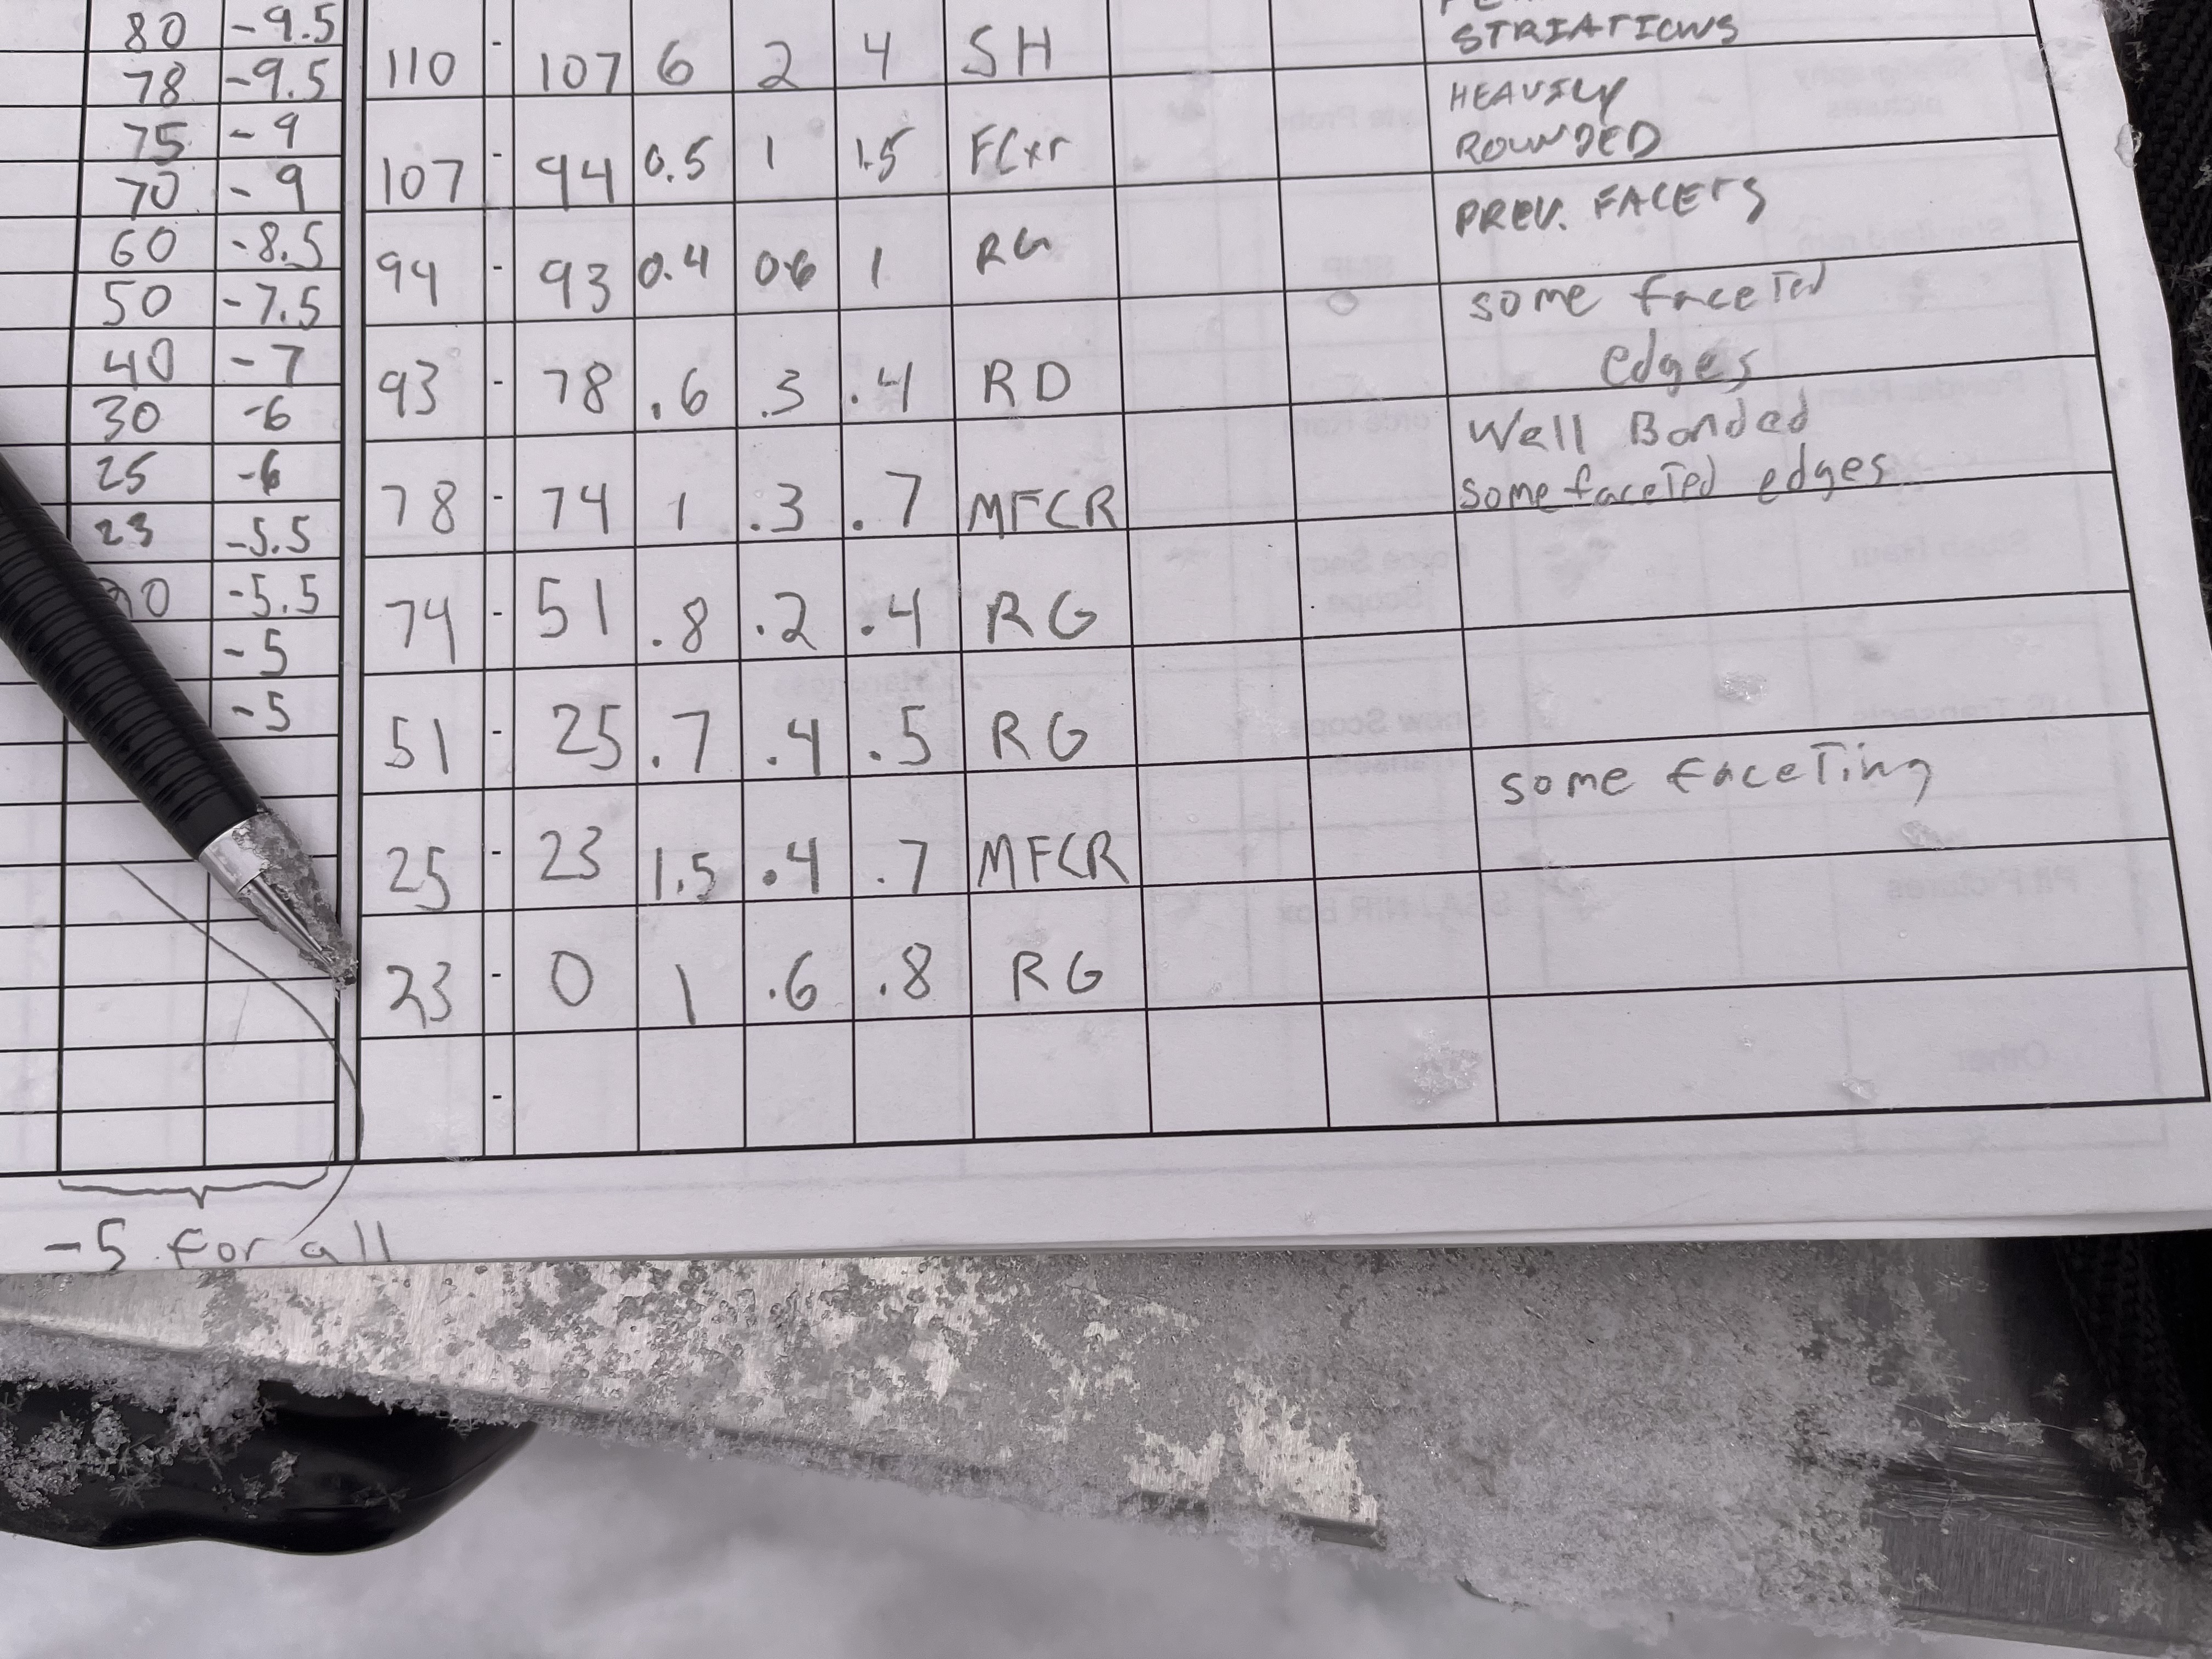 80 -9.5
78 -9.5
75 -9
70 -9
60 -8.5
50 -7.5
40 -7
30 -6
25 -6
23 -5.5
-5.5
-5
-5
-5 for all
110 - 107 6 2 4 SH STRIATIONS
107 - 94 0.5 1 1.5 FCxr HEAVILY
ROUNDED
94 - 93 0.4 0.6 1 RG PREV. FACETS
93 - 78 .6 .3 .4 RD some faceted
edges
78 - 74 1 .3 .7 MFCR Well Bonded
some faceted edges
74 - 51 .8 .2 .4 RG
51 - 25 .7 .4 .5 RG some faceting
25 - 23 1.5 .4 .7 MFCR
23 - 0 1 .6 .8 RG
-